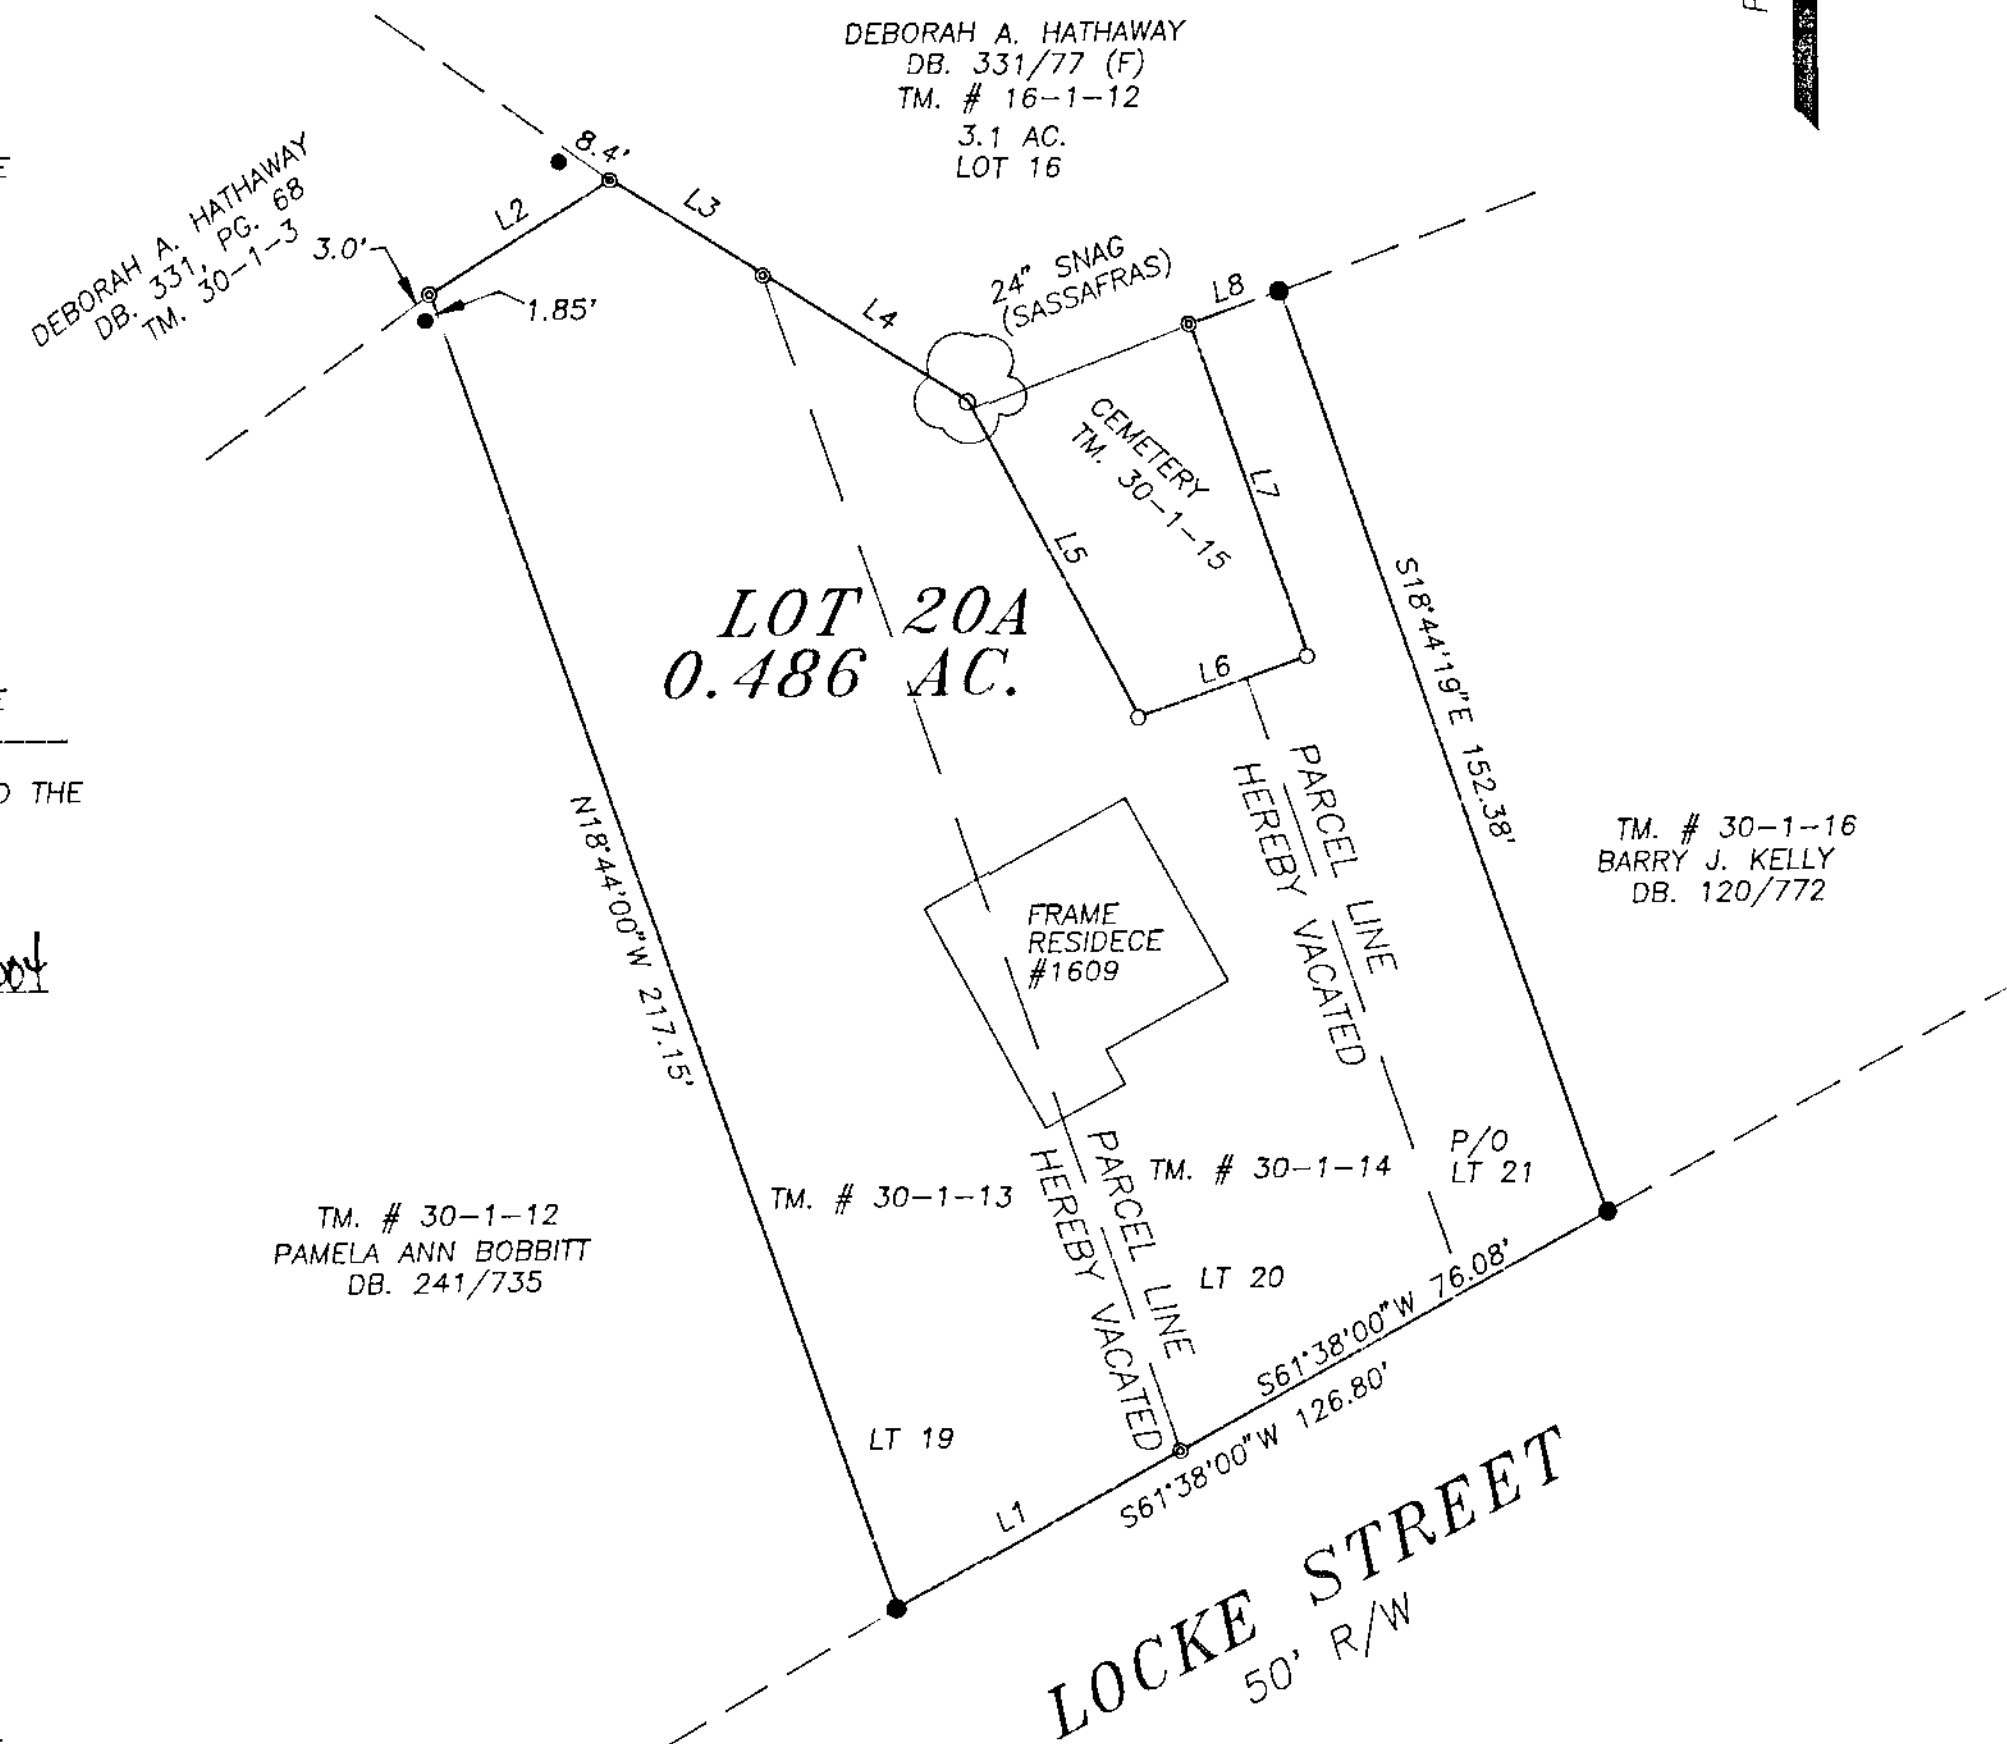 DEBORAH A. HATHAWAY
DB. 331/77 (F)
TM. # 16-1-12
3.1 AC.
LOT 16
DEBORAH A. HATHAWAY
DB. 331, PG. 68
TM. 30-1-3
8.4'
L2
L3
3.0'
1.85'
L4
24" SNAG
(SASSAFRAS)
L8
CEMETERY
TM. 30-1-15
L7
L5
L6
LOT 20A
0.486 AC.
S18°44'19"E 152.38'
N18°44'00"W 217.15'
THE
PARCEL LINE
HEREBY VACATED
TM. # 30-1-16
BARRY J. KELLY
DB. 120/772
FRAME
RESIDECE
#1609
P/O
LT 21
TM. # 30-1-14
TM. # 30-1-13
PARCEL LINE
HEREBY VACATED
TM. # 30-1-12
PAMELA ANN BOBBITT
DB. 241/735
LT 20
LT 19
S61°38'00"W 76.08'
S61°38'00"W 126.80'
L1
LOCKE STREET
50' R/W